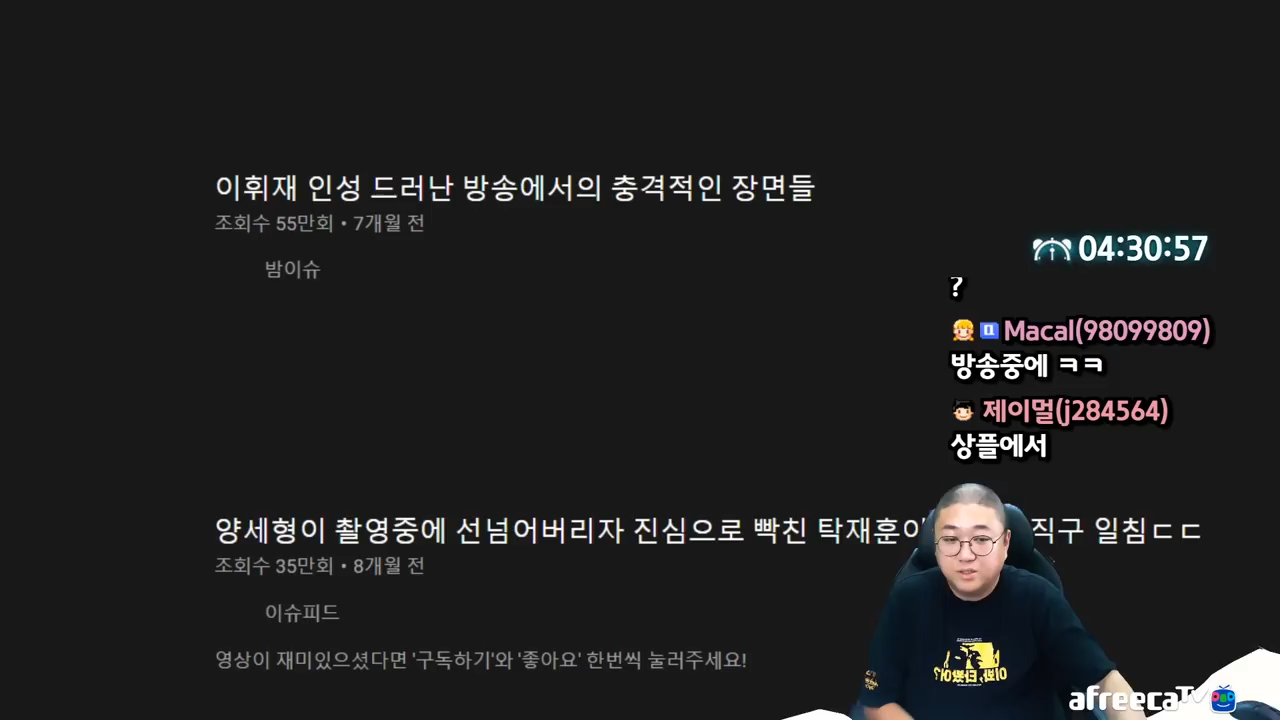 이휘재 인성 드러난 방송에서의 충격적인 장면들
조회수 55만회 • 7개월 전
밤이슈
04:30:57
?
Macal(98099809)
방송중에 ㅋㅋ
제이멀(j284564)
상플에서
양세형이 촬영중에 선넘어버리자 진심으로 빡친 탁재훈이 직구 일침ㄷㄷ
조회수 35만회 • 8개월 전
이슈피드
영상이 재미있으셨다면 '구독하기'와 '좋아요' 한번씩 눌러주세요!
이봐, 타봤어?
afreecaTV